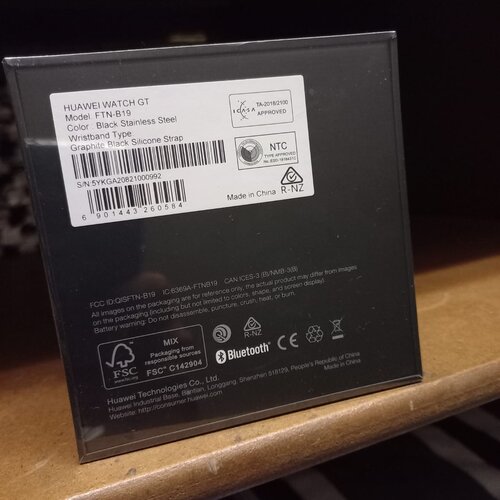 HUAWEI WATCH GT
Model: FTN-B19
Color : Black Stainless Steel
Wristband Type
Graphite Black Silicone Strap
S/N:5YKGA20821000992
6 901443 260584
ICASA
TA-2018/2100
APPROVED
NTC
TYPE APPROVED
R-NZ
Made in China
FCC ID:QISFTN-B19 IC:6369A-FTNB19 CAN ICES-3 (B)/NMB-3(B)
All images on the packaging are for reference only, the actual product may differ from images
on the packaging (including but not limited to colors, shape, and screen display)
Battery warning: Do not disassemble, puncture, crush, heat, or burn.
FSC
www.fsc.org
MIX
Packaging from
responsible sources
FSC® C142904
R-NZ
Bluetooth®
CE
Huawei Technologies Co., Ltd.
Huawei Industrial Base, Bantian, Longgang, Shenzhen 518129, People's Republic of China
Website: http://consumer.huawei.com
Made in China